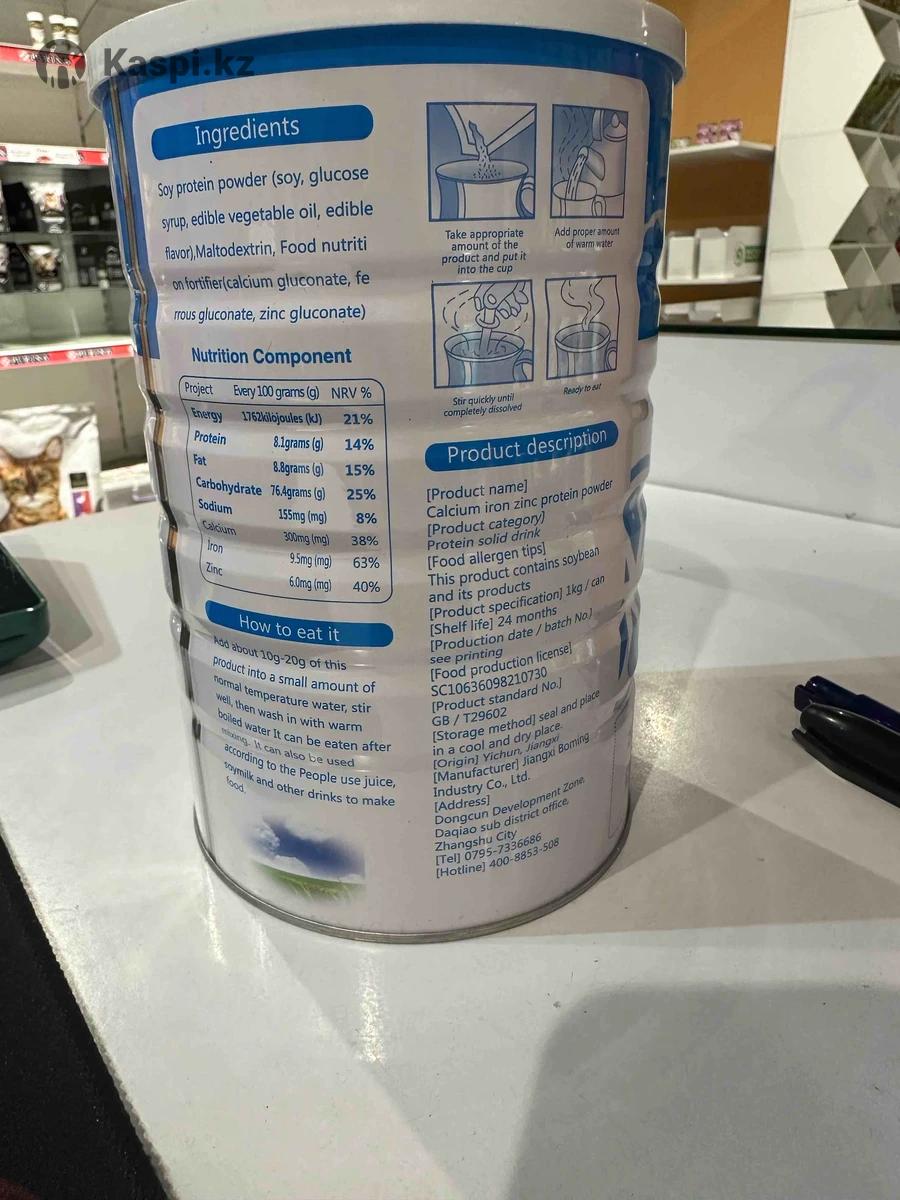 Kaspi.kz
Ingredients
Soy protein powder (soy, glucose
syrup, edible vegetable oil, edible
flavor),Maltodextrin, Food nutriti
on fortifier(calcium gluconate, fe
rrous gluconate, zinc gluconate)
Nutrition Component
Project Every 100 grams (g) NRV %
Energy 1762kilojoules (kJ) 21%
Protein 8.1grams (g) 14%
Fat 8.8grams (g) 15%
Carbohydrate 76.4grams (g) 25%
Sodium 155mg (mg) 8%
Calcium 300mg (mg) 38%
Iron 9.5mg (mg) 63%
Zinc 6.0mg (mg) 40%
How to eat it
Add about 10g-20g of this
product into a small amount of
normal temperature water, stir
well, then wash in with warm
boiled water It can be eaten after
mixing. It can also be used
according to the People use juice,
soymilk and other drinks to make
food.
Take appropriate
amount of the
product and put it
into the cup
Add proper amount
of warm water
Stir quickly until
completely dissolved
Ready to eat
Product description
[Product name]
Calcium iron zinc protein powder
[Product category]
Protein solid drink
[Food allergen tips]
This product contains soybean
and its products
[Product specification] 1kg / can
[Shelf life] 24 months
[Production date / batch No.]
see printing
[Food production license]
SC10636098210730
[Product standard No.]
GB / T29602
[Storage method] seal and place
in a cool and dry place.
[Origin] Yichun, Jiangxi
[Manufacturer] Jiangxi Boming
Industry Co., Ltd.
[Address]
Dongcun Development Zone,
Daqiao sub district office,
Zhangshu City
[Tel] 0795-7336686
[Hotline] 400-8853-508